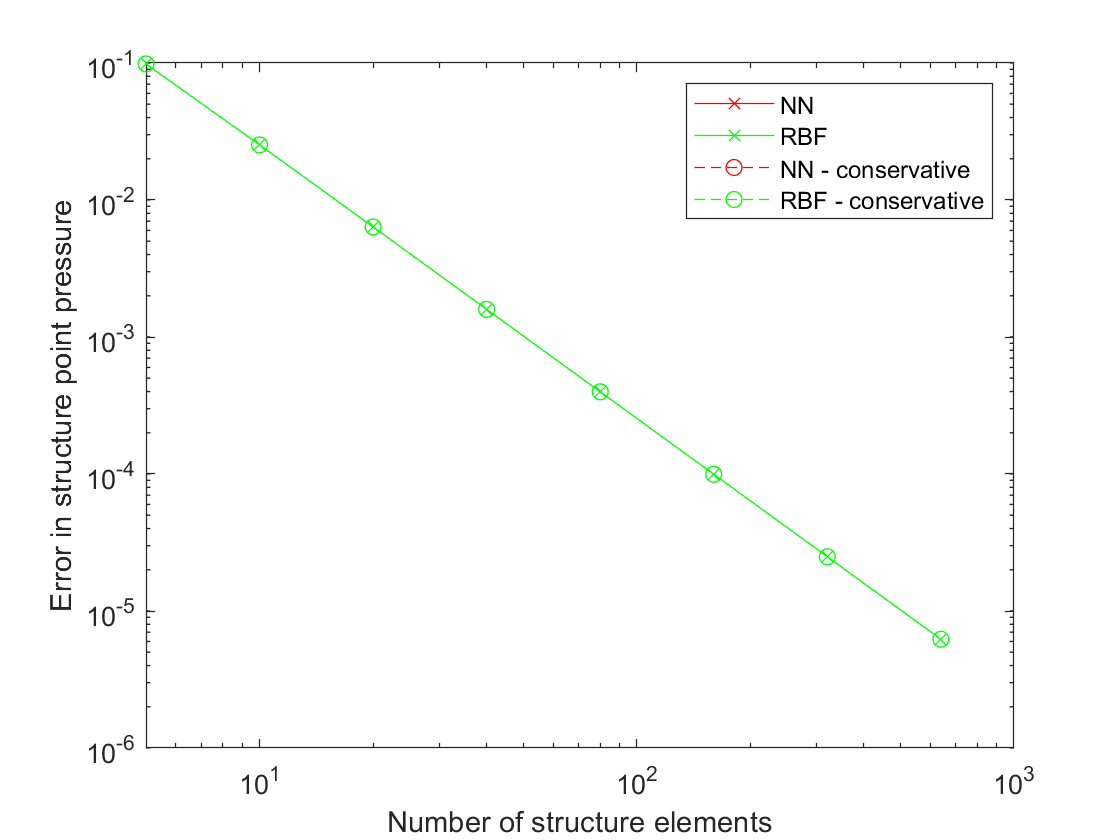 10^-1
10^-2
10^-3
10^-4
10^-5
10^-6
Error in structure point pressure
NN
RBF
NN - conservative
RBF - conservative
10^1 10^2 10^3
Number of structure elements